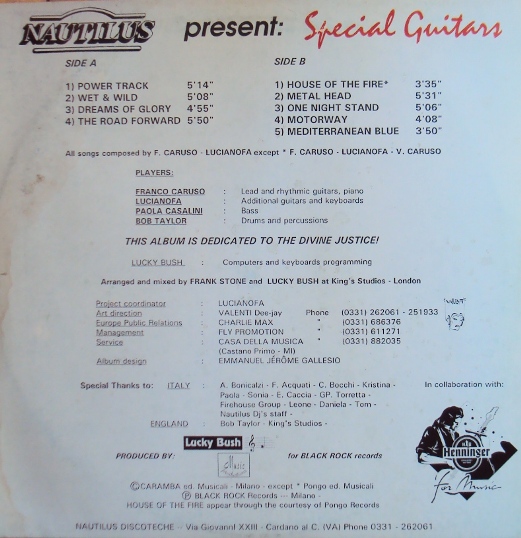 NAUTILUS present: Special Guitars
SIDE A SIDE B
1) POWER TRACK 5'14"
2) WET & WILD 5'08"
3) DREAMS OF GLORY 4'55"
4) THE ROAD FORWARD 5'50"
1) HOUSE OF THE FIRE* 3'35"
2) METAL HEAD 5'31"
3) ONE NIGHT STAND 5'06"
4) MOTORWAY 4'08"
5) MEDITERRANEAN BLUE 3'50"
All songs composed by F. CARUSO - LUCIANOFA except * F. CARUSO - LUCIANOFA - V. CARUSO
PLAYERS:
FRANCO CARUSO : Lead and rhythmic guitars, piano
LUCIANOFA : Additional guitars and keyboards
PAOLA CASALINI : Bass
BOB TAYLOR : Drums and percussions
THIS ALBUM IS DEDICATED TO THE DIVINE JUSTICE!
LUCKY BUSH : Computers and keyboards programming
Arranged and mixed by FRANK STONE and LUCKY BUSH at King's Studios - London
Project coordinator : LUCIANOFA
Art direction : VALENTI Dee-jay Phone (0331) 262061 - 251933
Europe Public Relations : CHARLIE MAX " (0331) 686376
Management : FLY PROMOTION " (0331) 611271
Service : CASA DELLA MUSICA " (0331) 882035
(Castano Primo - MI)
Album design : EMMANUEL JÉRÔME GALLESIO
Special Thanks to: ITALY : A. Bonicalzi - F. Acquati - C. Bocchi - Kristina -
Paola - Sonia - E. Caccia - GP. Torretta -
Firehouse Group - Leone - Daniela - Tom -
Nautilus Dj's staff -
ENGLAND : Bob Taylor - King's Studios -
In collaboration with:
Henninger
for Music
Lucky Bush
Music
PRODUCED BY: for BLACK ROCK records
©CARAMBA ed. Musicali - Milano - except * Pongo ed. Musicali
℗ BLACK ROCK Records --- Milano -
HOUSE OF THE FIRE appear through the courtesy of Pongo Records
NAUTILUS DISCOTECHE - Via Giovanni XXIII - Cardano al C. (VA) Phone 0331 - 262061